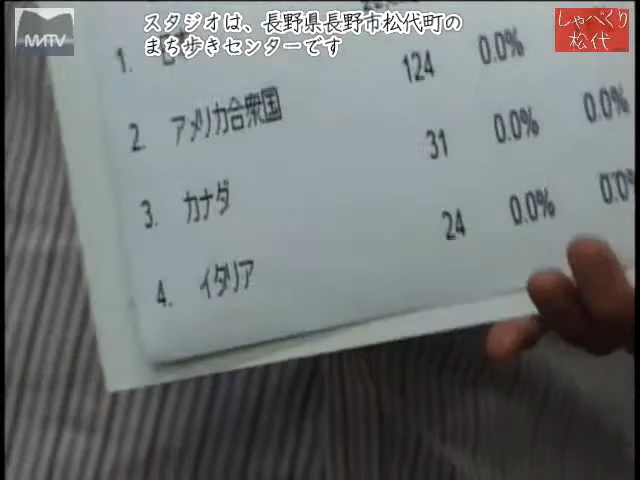 MMTV
スタジオは、長野県長野市松代町の
まち歩きセンターです
しゃべくり
松代
1.
2. アメリカ合衆国 124 0.0%
3. カナダ 31 0.0% 0.0%
4. イタリア 24 0.0% 0.0%